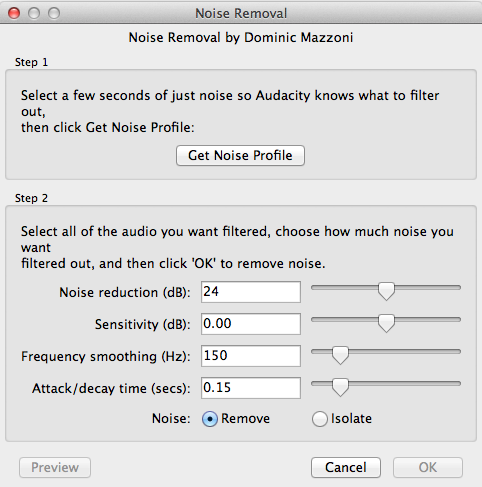 Noise Removal
Noise Removal by Dominic Mazzoni
Step 1
Select a few seconds of just noise so Audacity knows what to filter
out,
then click Get Noise Profile:
Get Noise Profile
Step 2
Select all of the audio you want filtered, choose how much noise you
want
filtered out, and then click 'OK' to remove noise.
Noise reduction (dB): 24
Sensitivity (dB): 0.00
Frequency smoothing (Hz): 150
Attack/decay time (secs): 0.15
Noise: Remove Isolate
Preview Cancel OK